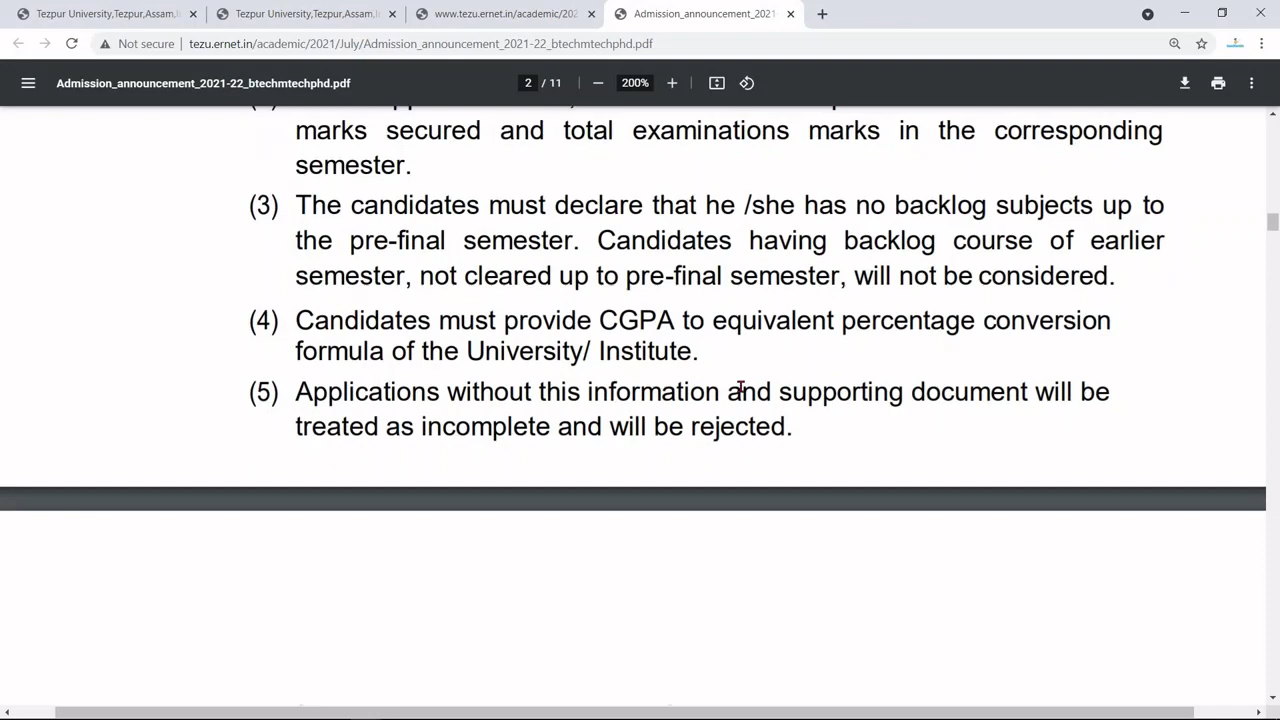 Tezpur University,Tezpur,Assam,I
Tezpur University,Tezpur,Assam,I
www.tezu.ernet.in/academic/202
Admission_announcement_2021
Not secure
tezu.ernet.in/academic/2021/July/Admission_announcement_2021-22_btechmtechphd.pdf
Admission_announcement_2021-22_btechmtechphd.pdf
2 / 11
200%
marks secured and total examinations marks in the corresponding
semester.
(3) The candidates must declare that he /she has no backlog subjects up to
the pre-final semester. Candidates having backlog course of earlier
semester, not cleared up to pre-final semester, will not be considered.
(4) Candidates must provide CGPA to equivalent percentage conversion
formula of the University/ Institute.
(5) Applications without this information and supporting document will be
treated as incomplete and will be rejected.